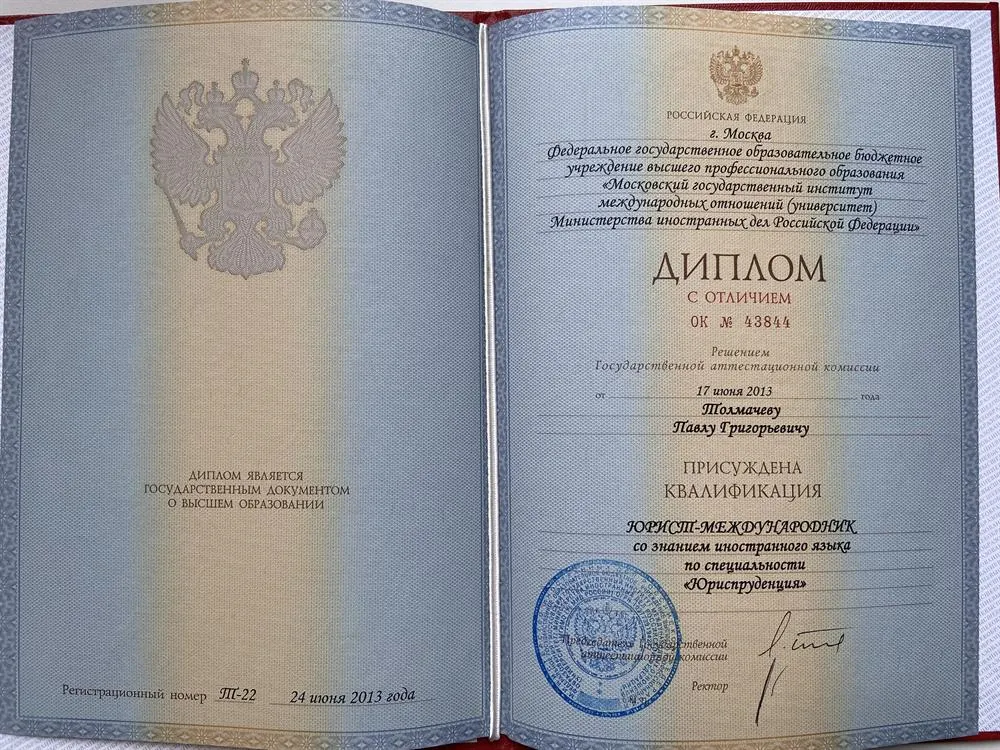 ДИПЛОМ ЯВЛЯЕТСЯ
ГОСУДАРСТВЕННЫМ ДОКУМЕНТОМ
О ВЫСШЕМ ОБРАЗОВАНИИ
Регистрационный номер Т-22 24 июня 2013 года
РОССИЙСКАЯ ФЕДЕРАЦИЯ
г. Москва
Федеральное государственное образовательное бюджетное
учреждение высшего профессионального образования
«Московский государственный институт
международных отношений (университет)
Министерства иностранных дел Российской Федерации»
ДИПЛОМ
С ОТЛИЧИЕМ
ОК № 43844
Решением
Государственной аттестационной комиссии
от 17 июня 2013 года
Толмачеву
Павлу Григорьевичу
ПРИСУЖДЕНА
КВАЛИФИКАЦИЯ
ЮРИСТ-МЕЖДУНАРОДНИК
со знанием иностранного языка
по специальности
«Юриспруденция»
Председатель Государственной
аттестационной комиссии
Ректор